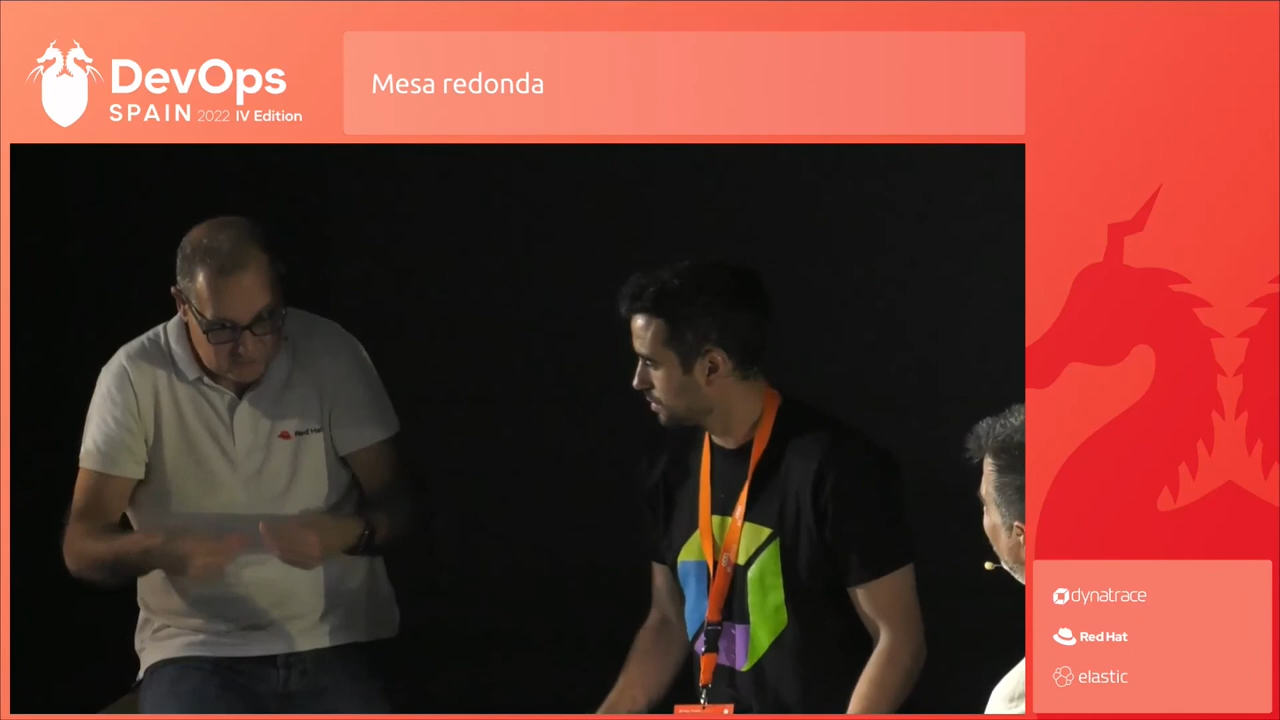 DevOps
SPAIN 2022 IV Edition
Mesa redonda
Red Hat
dynatrace
Red Hat
elastic